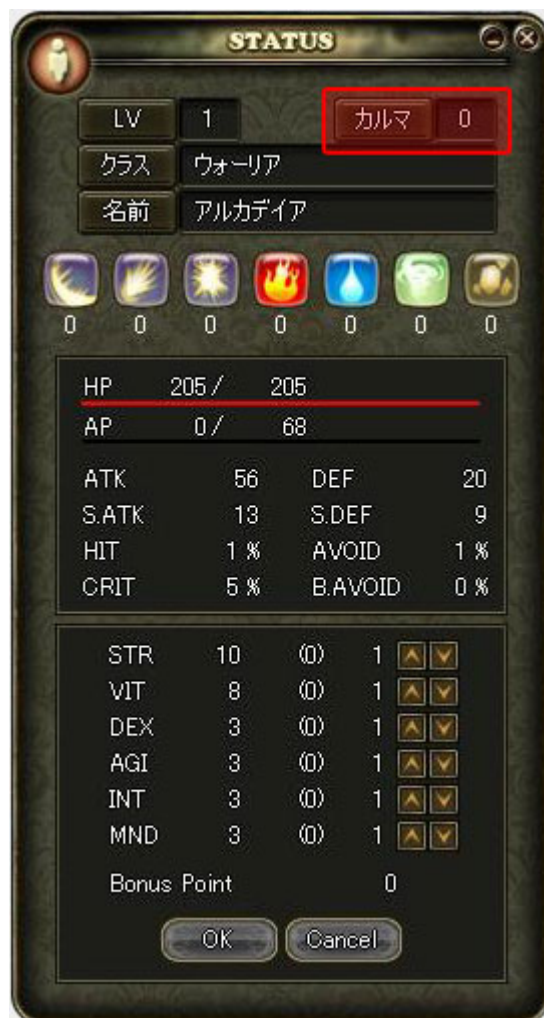 STATUS
LV 1 カルマ 0
クラス ウォーリア
名前 アルカデイア
0 0 0 0 0 0 0
HP 205 / 205
AP 0 / 68
ATK 56 DEF 20
S.ATK 13 S.DEF 9
HIT 1 % AVOID 1 %
CRIT 5 % B.AVOID 0 %
STR 10 (0) 1
VIT 8 (0) 1
DEX 3 (0) 1
AGI 3 (0) 1
INT 3 (0) 1
MND 3 (0) 1
Bonus Point 0
OK Cancel